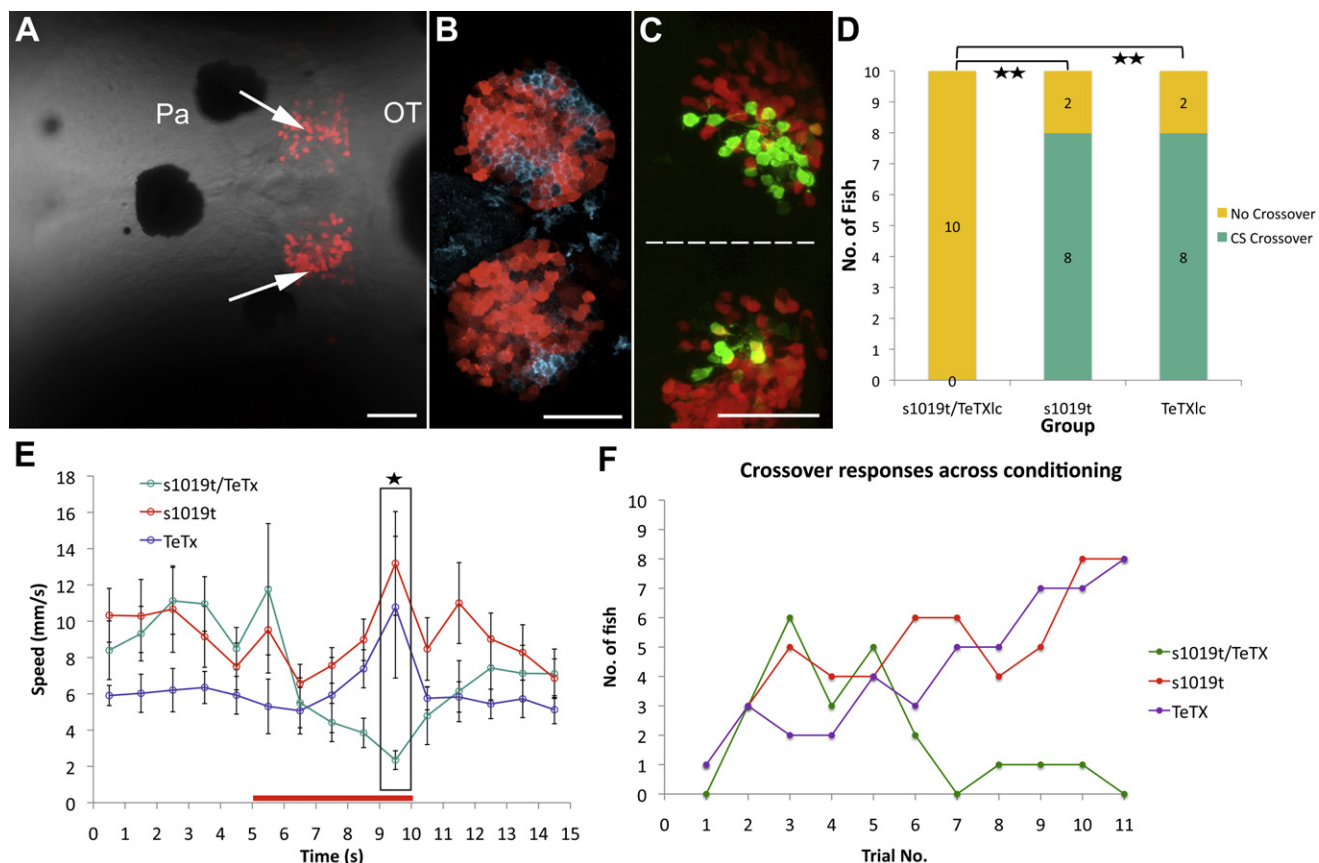 A
Pa
OT
B
C
D
10
9
8
7
6
5
4
3
2
1
0
No. of Fish
★★
★★
2
2
10
8
8
0
No Crossover
CS Crossover
s1019t/TeTXlc
s1019t
TeTXlc
Group
E
18
16
14
12
10
8
6
4
2
0
Speed (mm/s)
s1019t/TeTx
s1019t
TeTx
★
0 1 2 3 4 5 6 7 8 9 10 11 12 13 14 15
Time (s)
F
Crossover responses across conditioning
10
9
8
7
6
5
4
3
2
1
0
No. of fish
s1019t/TeTX
s1019t
TeTX
0 1 2 3 4 5 6 7 8 9 10 11
Trial No.